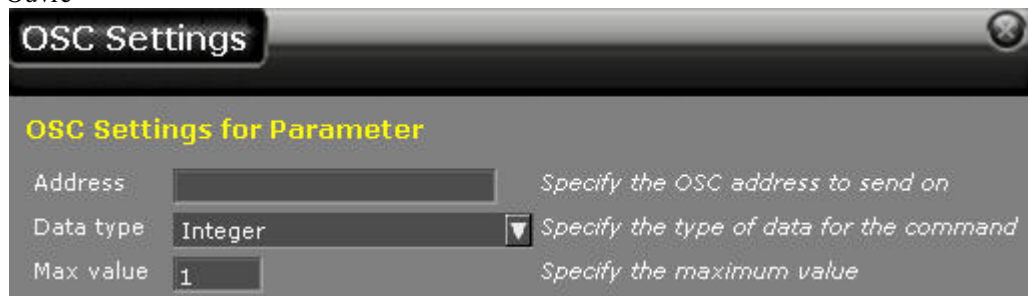 OSC Settings
OSC Settings for Parameter
Address Specify the OSC address to send on
Data type Integer Specify the type of data for the command
Max value 1 Specify the maximum value